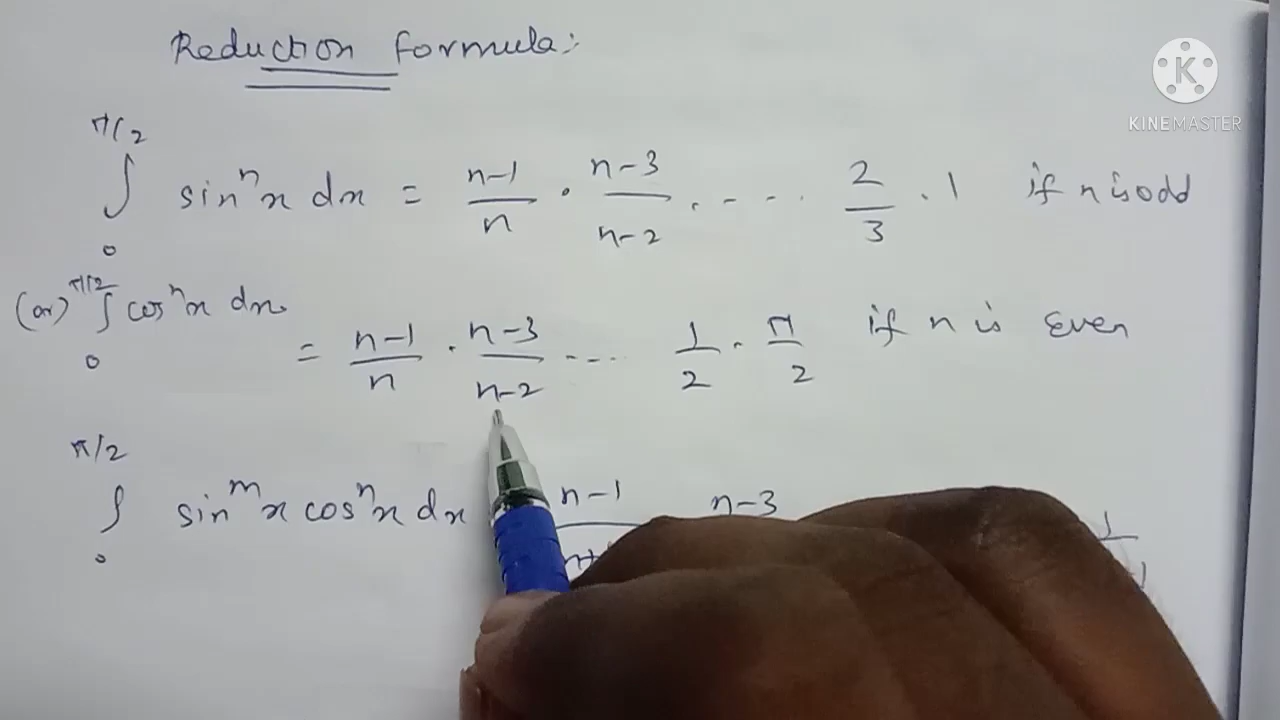 Reduction formula:
KINEMASTER
π/2
∫ sinⁿx dx = n-1/n · n-3/n-2 . - - . . 2/3 . 1 if n is odd
0
(or) π/2
∫ cosⁿx dx.
0
= n-1/n · n-3/n-2 - - - 1/2 · π/2 if n is even
π/2
∫ sinᵐx cosⁿx dx n-1 n-3 1
0